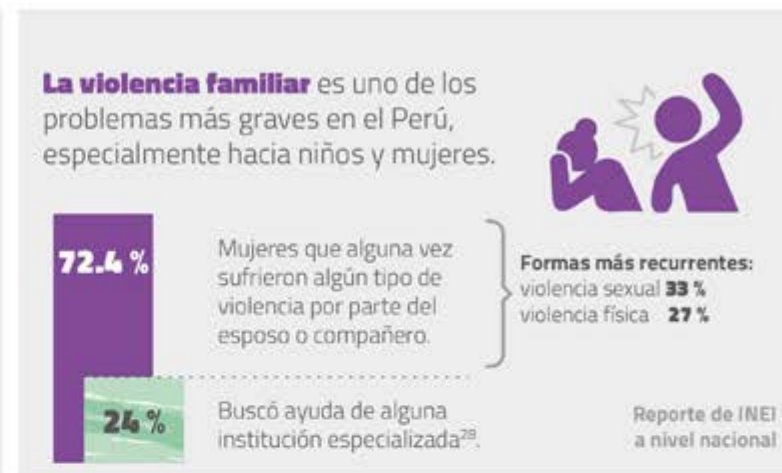 La violencia familiar es uno de los
problemas más graves en el Perú,
especialmente hacia niños y mujeres.
72.4 %
Mujeres que alguna vez
sufrieron algún tipo de
violencia por parte del
esposo o compañero.
Formas más recurrentes:
violencia sexual 33 %
violencia física 27 %
24 %
Buscó ayuda de alguna
institución especializada²⁸.
Reporte de INEI
a nivel nacional